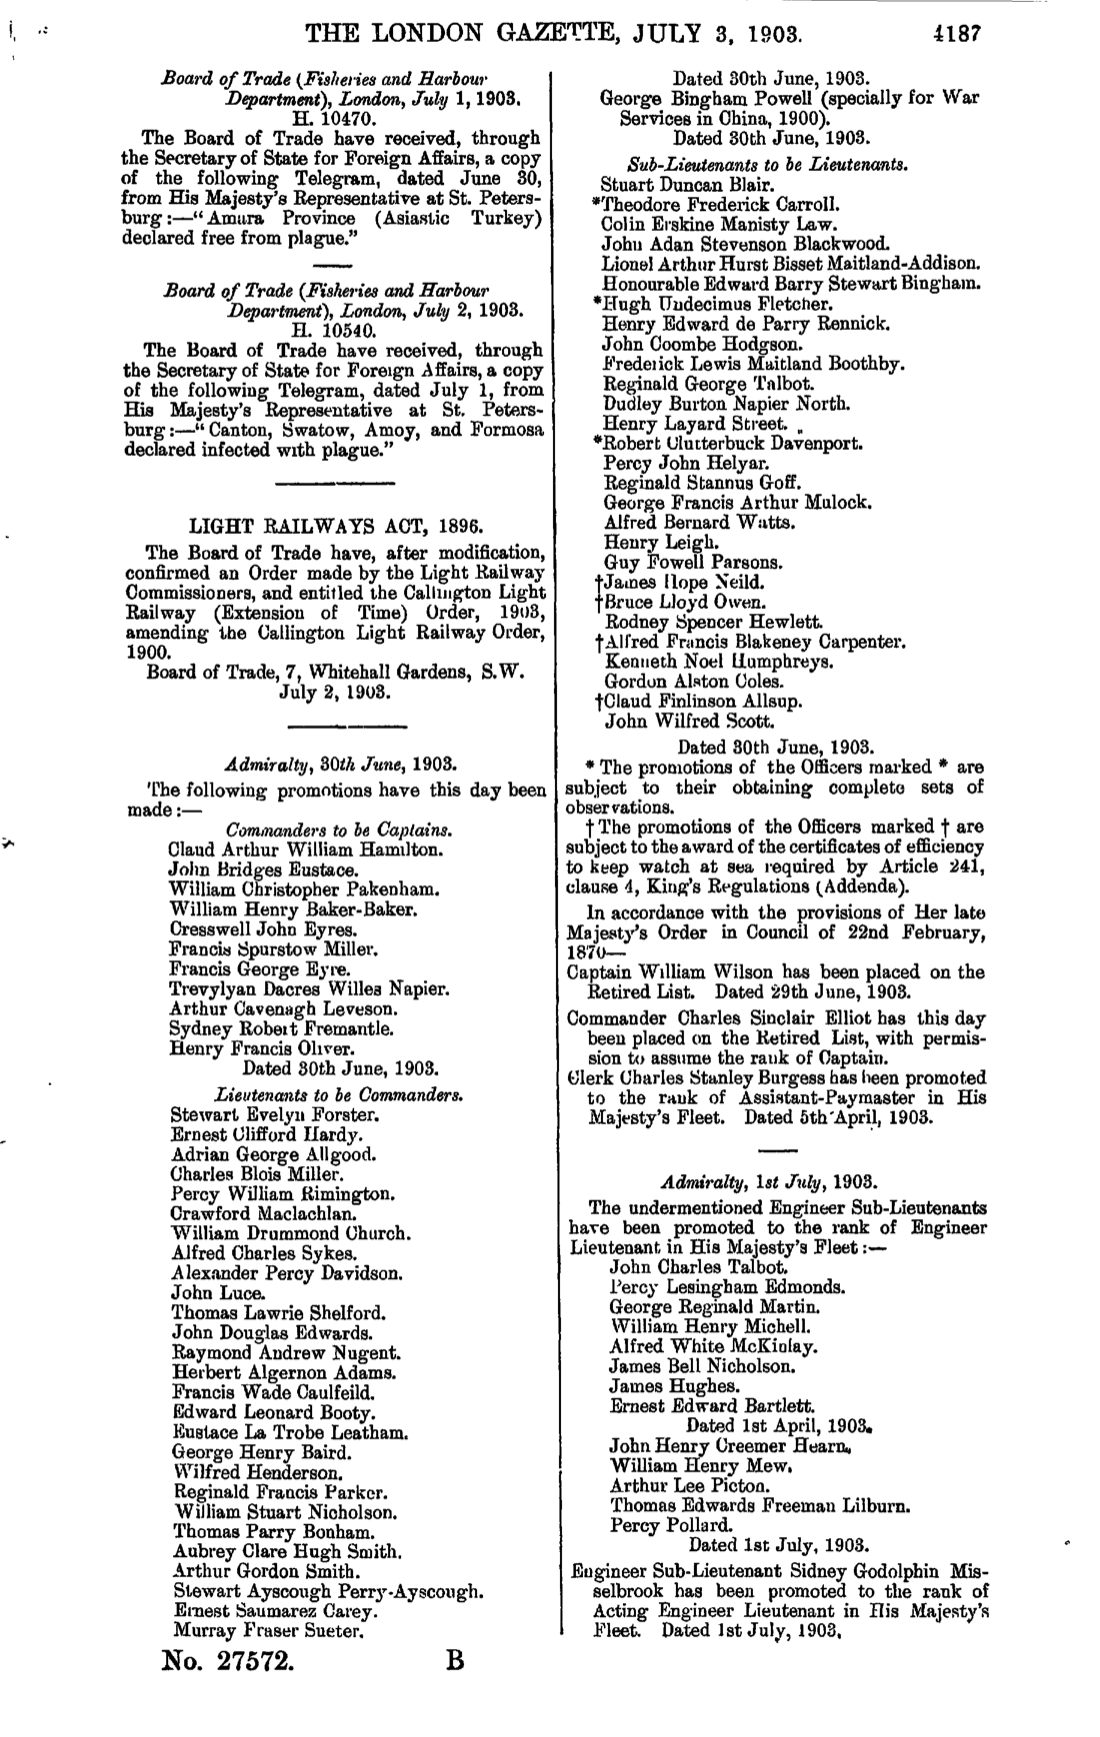 THE LONDON GAZETTE, JULY 3, 1903. 4187
Board of Trade (Fisheries and Harbour
Department), London, July 1, 1903.
H. 10470.
The Board of Trade have received, through
the Secretary of State for Foreign Affairs, a copy
of the following Telegram, dated June 30,
from His Majesty's Representative at St. Peters-
burg :—“ Amura Province (Asiastic Turkey)
declared free from plague.”
Board of Trade (Fisheries and Harbour
Department), London, July 2, 1903.
H. 10540.
The Board of Trade have received, through
the Secretary of State for Foreign Affairs, a copy
of the following Telegram, dated July 1, from
His Majesty's Representative at St. Peters-
burg :—“ Canton, Swatow, Amoy, and Formosa
declared infected with plague.”
LIGHT RAILWAYS ACT, 1896.
The Board of Trade have, after modification,
confirmed an Order made by the Light Railway
Commissioners, and entitled the Callington Light
Railway (Extension of Time) Order, 1903,
amending the Callington Light Railway Order,
1900.
Board of Trade, 7, Whitehall Gardens, S.W.
July 2, 1903.
Admiralty, 30th June, 1903.
The following promotions have this day been
made :—
Commanders to be Captains.
Claud Arthur William Hamilton.
John Bridges Eustace.
William Christopher Pakenham.
William Henry Baker-Baker.
Cresswell John Eyres.
Francis Spurstow Miller.
Francis George Eyre.
Trevylyan Dacres Willes Napier.
Arthur Cavenagh Leveson.
Sydney Robert Fremantle.
Henry Francis Oliver.
Dated 30th June, 1903.
Lieutenants to be Commanders.
Stewart Evelyn Forster.
Ernest Clifford Hardy.
Adrian George Allgood.
Charles Blois Miller.
Percy William Rimington.
Crawford Maclachlan.
William Drummond Church.
Alfred Charles Sykes.
Alexander Percy Davidson.
John Luce.
Thomas Lawrie Shelford.
John Douglas Edwards.
Raymond Andrew Nugent.
Herbert Algernon Adams.
Francis Wade Caulfeild.
Edward Leonard Booty.
Eustace La Trobe Leatham.
George Henry Baird.
Wilfred Henderson.
Reginald Francis Parker.
William Stuart Nicholson.
Thomas Parry Bonham.
Aubrey Clare Hugh Smith.
Arthur Gordon Smith.
Stewart Ayscough Perry-Ayscough.
Ernest Saumarez Carey.
Murray Fraser Sueter.
No. 27572. B
Dated 30th June, 1903.
George Bingham Powell (specially for War
Services in China, 1900).
Dated 30th June, 1903.
Sub-Lieutenants to be Lieutenants.
Stuart Duncan Blair.
*Theodore Frederick Carroll.
Colin Erskine Manisty Law.
John Adan Stevenson Blackwood.
Lionel Arthur Hurst Bisset Maitland-Addison.
Honourable Edward Barry Stewart Bingham.
*Hugh Undecimus Fletcher.
Henry Edward de Parry Rennick.
John Coombe Hodgson.
Frederick Lewis Maitland Boothby.
Reginald George Talbot.
Dudley Burton Napier North.
Henry Layard Street.
*Robert Clutterbuck Davenport.
Percy John Helyar.
Reginald Stannus Goff.
George Francis Arthur Mulock.
Alfred Bernard Watts.
Henry Leigh.
Guy Fowell Parsons.
†James Hope Neild.
†Bruce Lloyd Owen.
Rodney Spencer Hewlett.
†Alfred Francis Blakeney Carpenter.
Kenneth Noel Humphreys.
Gordon Alston Coles.
†Claud Finlinson Allsup.
John Wilfred Scott.
Dated 30th June, 1903.
* The promotions of the Officers marked * are
subject to their obtaining complete sets of
observations.
† The promotions of the Officers marked † are
subject to the award of the certificates of efficiency
to keep watch at sea required by Article 241,
clause 4, King's Regulations (Addenda).
In accordance with the provisions of Her late
Majesty's Order in Council of 22nd February,
1870—
Captain William Wilson has been placed on the
Retired List. Dated 29th June, 1903.
Commander Charles Sinclair Elliot has this day
been placed on the Retired List, with permis-
sion to assume the rank of Captain.
Clerk Charles Stanley Burgess has been promoted
to the rank of Assistant-Paymaster in His
Majesty's Fleet. Dated 5th April, 1903.
Admiralty, 1st July, 1903.
The undermentioned Engineer Sub-Lieutenants
have been promoted to the rank of Engineer
Lieutenant in His Majesty's Fleet :—
John Charles Talbot.
Percy Lesingham Edmonds.
George Reginald Martin.
William Henry Michell.
Alfred White McKinlay.
James Bell Nicholson.
James Hughes.
Ernest Edward Bartlett.
Dated 1st April, 1903.
John Henry Creemer Hearn.
William Henry Mew.
Arthur Lee Picton.
Thomas Edwards Freeman Lilburn.
Percy Pollard.
Dated 1st July, 1903.
Engineer Sub-Lieutenant Sidney Godolphin Mis-
selbrook has been promoted to the rank of
Acting Engineer Lieutenant in His Majesty's
Fleet. Dated 1st July, 1903.